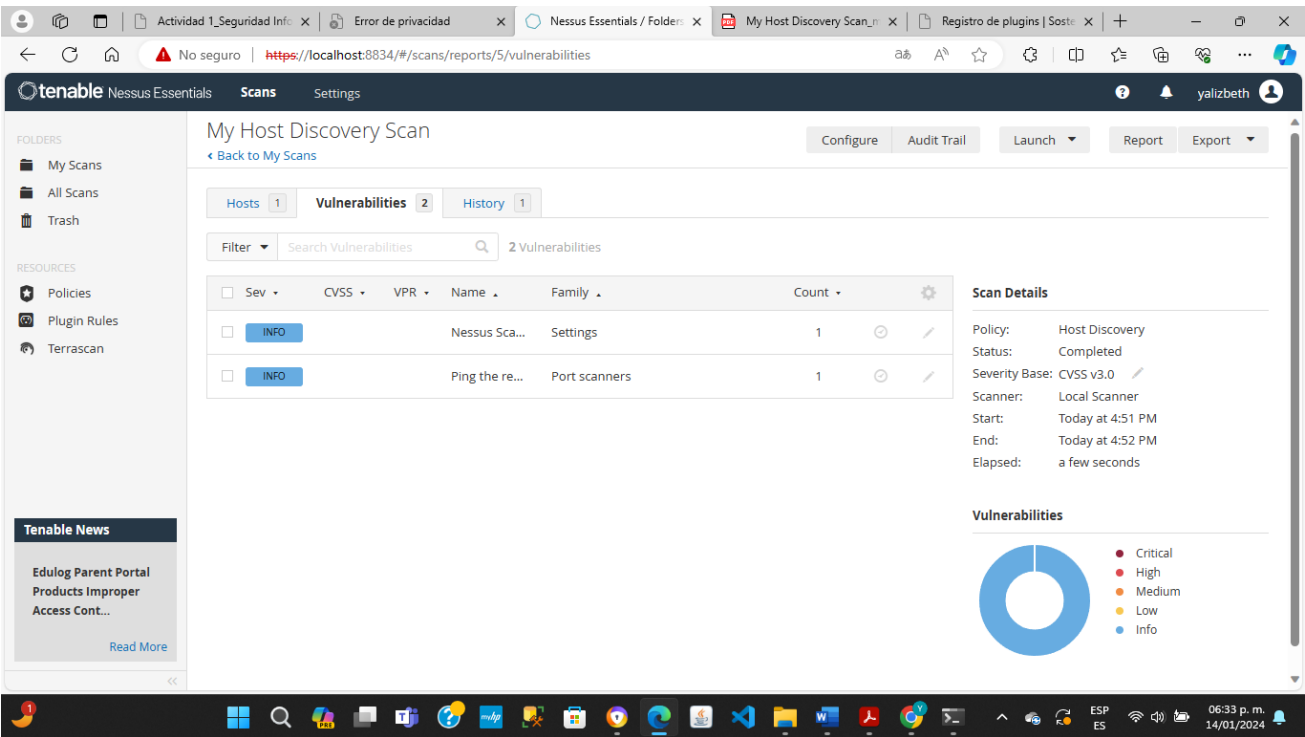 Actividad 1_Seguridad Info
Error de privacidad
Nessus Essentials / Folders
My Host Discovery Scan_m
Registro de plugins | Soste
No seguro | https://localhost:8834/#/scans/reports/5/vulnerabilities
tenable Nessus Essentials Scans Settings yalizbeth
FOLDERS
My Scans
All Scans
Trash
RESOURCES
Policies
Plugin Rules
Terrascan
Tenable News
Edulog Parent Portal
Products Improper
Access Cont...
Read More
My Host Discovery Scan
Back to My Scans
Configure Audit Trail Launch Report Export
Hosts 1 Vulnerabilities 2 History 1
Filter Search Vulnerabilities 2 Vulnerabilities
Sev CVSS VPR Name Family Count
INFO Nessus Sca... Settings 1
INFO Ping the re... Port scanners 1
Scan Details
Policy: Host Discovery
Status: Completed
Severity Base: CVSS v3.0
Scanner: Local Scanner
Start: Today at 4:51 PM
End: Today at 4:52 PM
Elapsed: a few seconds
Vulnerabilities
Critical
High
Medium
Low
Info
1
PRE
ESP
ES
06:33 p. m.
14/01/2024